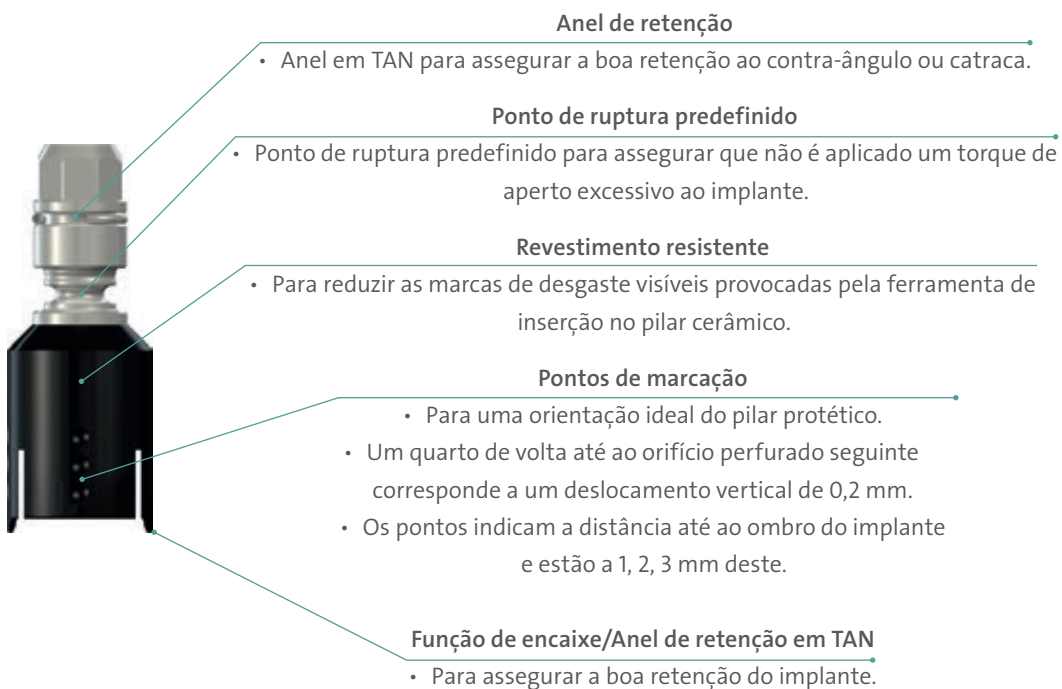 Anel de retenção
• Anel em TAN para assegurar a boa retenção ao contra-ângulo ou catraca.
Ponto de ruptura predefinido
• Ponto de ruptura predefinido para assegurar que não é aplicado um torque de
aperto excessivo ao implante.
Revestimento resistente
• Para reduzir as marcas de desgaste visíveis provocadas pela ferramenta de
inserção no pilar cerâmico.
Pontos de marcação
• Para uma orientação ideal do pilar protético.
• Um quarto de volta até ao orifício perfurado seguinte
corresponde a um deslocamento vertical de 0,2 mm.
• Os pontos indicam a distância até ao ombro do implante
e estão a 1, 2, 3 mm deste.
Função de encaixe/Anel de retenção em TAN
• Para assegurar a boa retenção do implante.